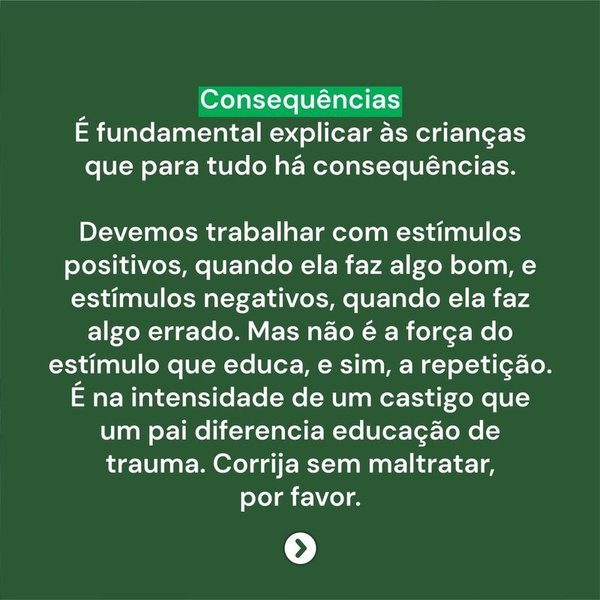 Consequências
É fundamental explicar às crianças
que para tudo há consequências.
Devemos trabalhar com estímulos
positivos, quando ela faz algo bom, e
estímulos negativos, quando ela faz
algo errado. Mas não é a força do
estímulo que educa, e sim, a repetição.
É na intensidade de um castigo que
um pai diferencia educação de
trauma. Corrija sem maltratar,
por favor.